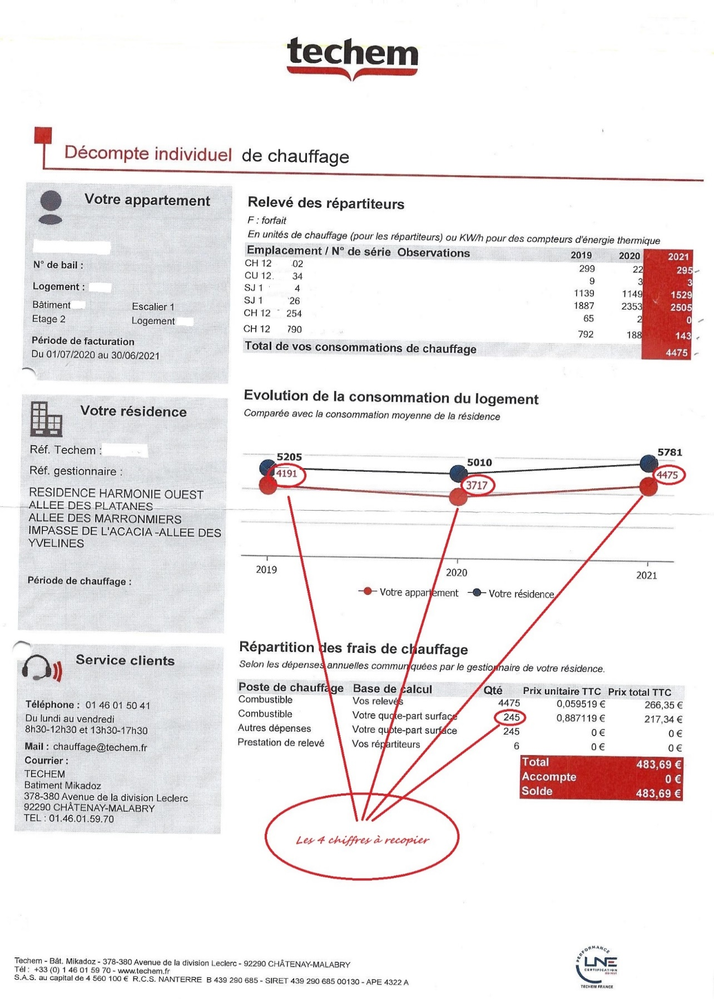 techem
Décompte individuel de chauffage
Votre appartement
N° de bail :
Logement :
Bâtiment Escalier 1
Etage 2 Logement
Période de facturation
Du 01/07/2020 au 30/06/2021
Relevé des répartiteurs
F : forfait
En unités de chauffage (pour les répartiteurs) ou KW/h pour des compteurs d'énergie thermique
Emplacement / N° de série Observations 2019 2020 2021
CH 12 02 299 22 295
CU 12. 34 9 3 3
SJ 1 4 1139 1149 1529
SJ 1 26 1887 2353 2505
CH 12 254 65 2 0
CH 12 790 792 188 143
Total de vos consommations de chauffage 4475
Votre résidence
Réf. Techem :
Réf. gestionnaire :
RESIDENCE HARMONIE OUEST
ALLEE DES PLATANES
ALLEE DES MARRONMIERS
IMPASSE DE L'ACACIA -ALLEE DES
YVELINES
Période de chauffage :
Evolution de la consommation du logement
Comparée avec la consommation moyenne de la résidence
5205 5010 5781
4191 3717 4475
2019 2020 2021
Votre appartement Votre résidence
Service clients
Téléphone : 01 46 01 50 41
Du lundi au vendredi
8h30-12h30 et 13h30-17h30
Mail : chauffage@techem.fr
Courrier :
TECHEM
Batiment Mikadoz
378-380 Avenue de la division Leclerc
92290 CHÂTENAY-MALABRY
TEL : 01.46.01.59.70
Répartition des frais de chauffage
Selon les dépenses annuelles communiquées par le gestionnaire de votre résidence.
Poste de chauffage Base de calcul Qté Prix unitaire TTC Prix total TTC
Combustible Vos relevés 4475 0,059519 € 266,35 €
Combustible Votre quote-part surface 245 0,887119 € 217,34 €
Autres dépenses Votre quote-part surface 245 0 € 0 €
Prestation de relevé Vos répartiteurs 6 0 € 0 €
Total 483,69 €
Accompte 0 €
Solde 483,69 €
Les 4 chiffres à recopier
Techem - Bât. Mikadoz - 378-380 Avenue de la division Leclerc - 92290 CHÂTENAY-MALABRY
Tél : +33 (0) 1 46 01 59 70 - www.techem.fr
S.A.S. au capital de 4 560 100 € R.C.S. NANTERRE B 439 290 685 - SIRET 439 290 685 00130 - APE 4322 A
PERFORMANCE
LNE
CERTIFICATION
TECHEM FRANCE